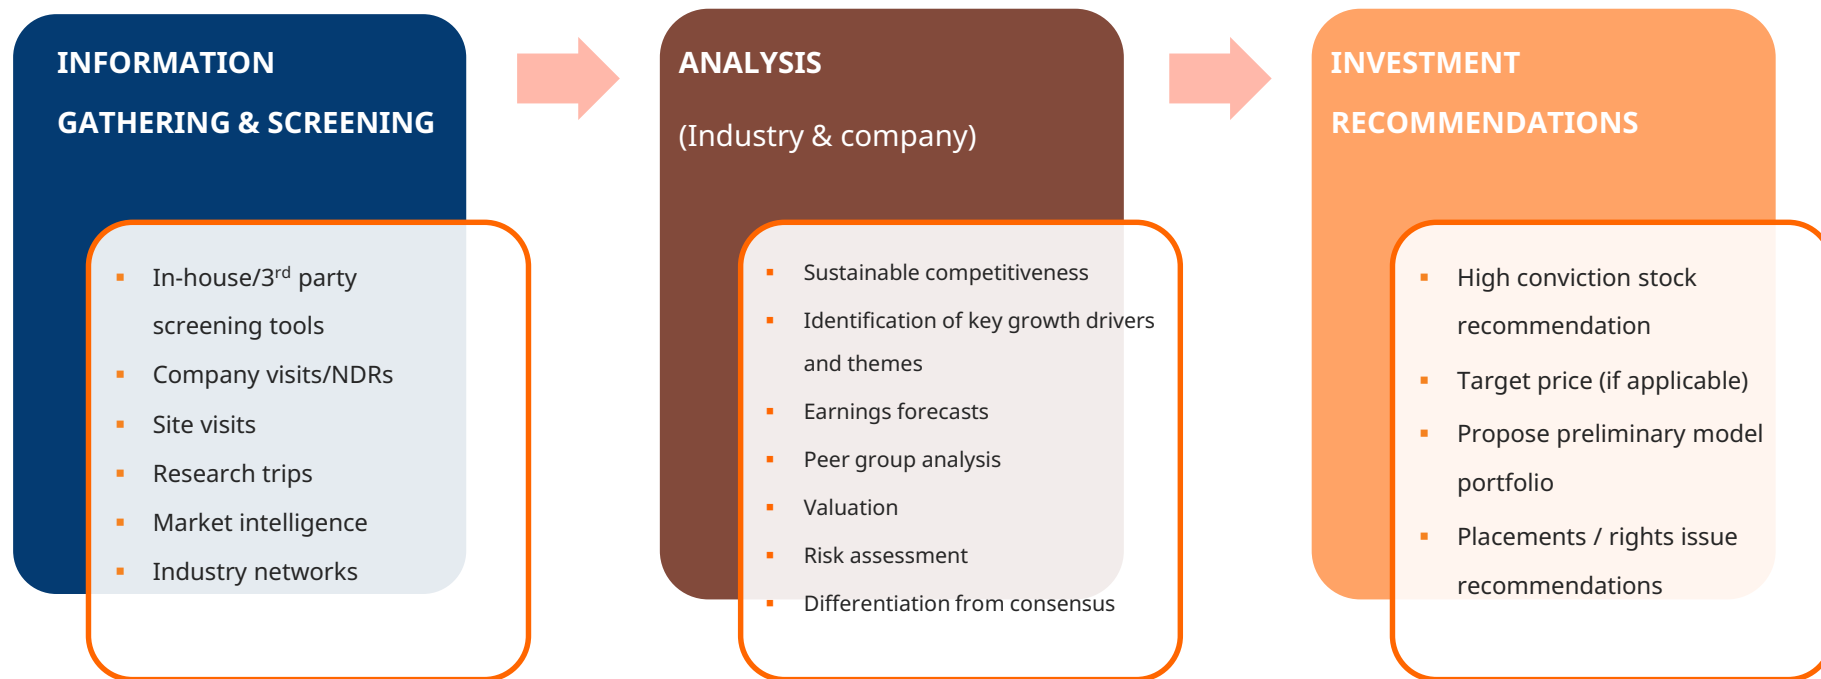 INFORMATION
GATHERING & SCREENING
▪ In-house/3rd party
screening tools
▪ Company visits/NDRs
▪ Site visits
▪ Research trips
▪ Market intelligence
▪ Industry networks
ANALYSIS
(Industry & company)
▪ Sustainable competitiveness
▪ Identification of key growth drivers
and themes
▪ Earnings forecasts
▪ Peer group analysis
▪ Valuation
▪ Risk assessment
▪ Differentiation from consensus
INVESTMENT
RECOMMENDATIONS
▪ High conviction stock
recommendation
▪ Target price (if applicable)
▪ Propose preliminary model
portfolio
▪ Placements / rights issue
recommendations